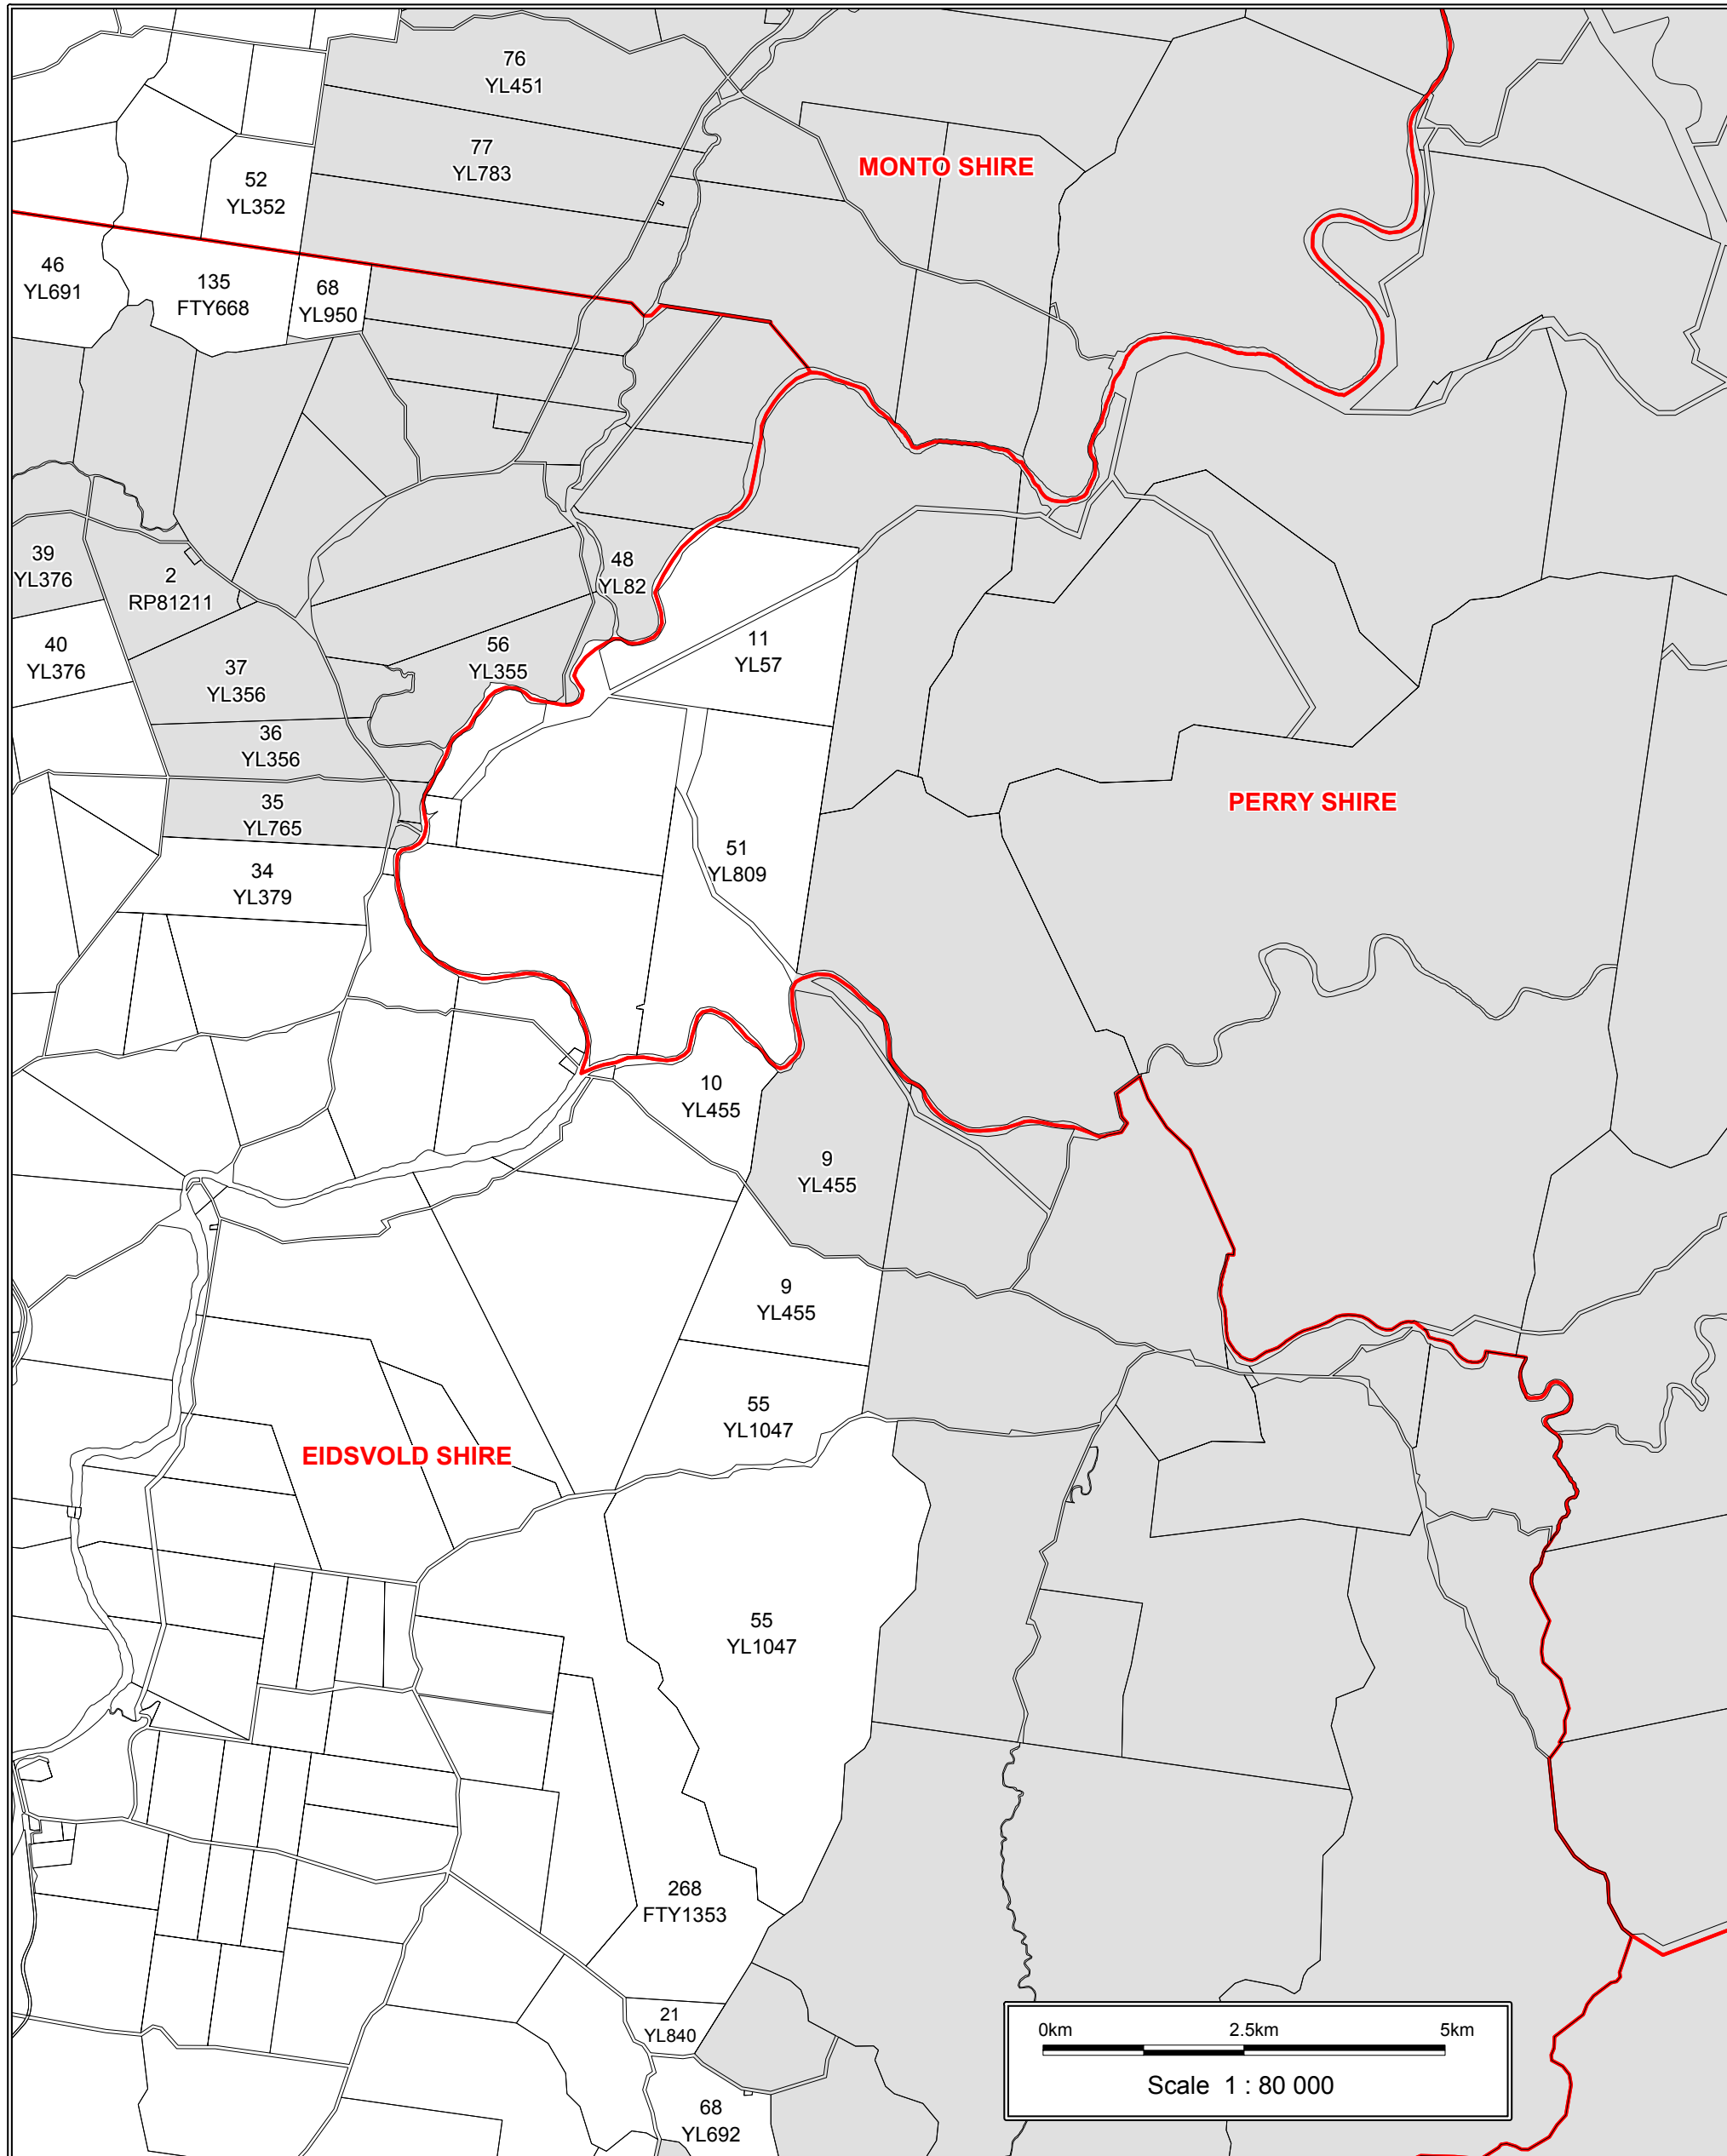 76
YL451
77
YL783
MONTO SHIRE
52
YL352
46
YL691
135
FTY668
68
YL950
39
YL376
2
RP81211
48
YL82
40
YL376
37
YL356
56
YL355
11
YL57
36
YL356
35
YL765
PERRY SHIRE
34
YL379
51
YL809
10
YL455
9
YL455
9
YL455
55
YL1047
EIDSVOLD SHIRE
55
YL1047
268
FTY1353
21
YL840
0km 2.5km 5km
Scale 1 : 80 000
68
YL692